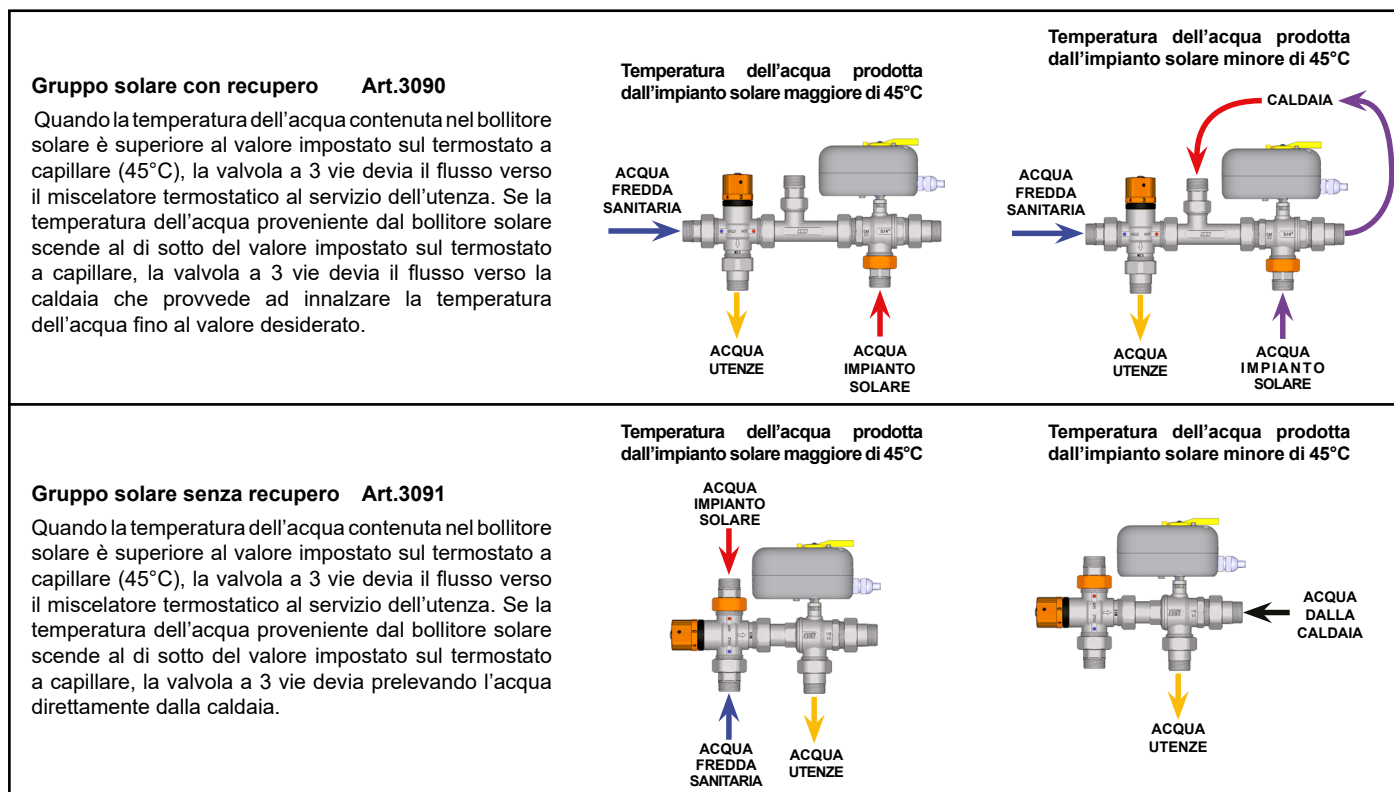 Gruppo solare con recupero Art.3090
Quando la temperatura dell'acqua contenuta nel bollitore
solare è superiore al valore impostato sul termostato a
capillare (45°C), la valvola a 3 vie devia il flusso verso
il miscelatore termostatico al servizio dell'utenza. Se la
temperatura dell'acqua proveniente dal bollitore solare
scende al di sotto del valore impostato sul termostato
a capillare, la valvola a 3 vie devia il flusso verso la
caldaia che provvede ad innalzare la temperatura
dell'acqua fino al valore desiderato.
Temperatura dell'acqua prodotta
dall'impianto solare maggiore di 45°C
ACQUA
FREDDA
SANITARIA
ACQUA
UTENZE
ACQUA
IMPIANTO
SOLARE
Temperatura dell'acqua prodotta
dall'impianto solare minore di 45°C
CALDAIA
ACQUA
FREDDA
SANITARIA
ACQUA
UTENZE
ACQUA
IMPIANTO
SOLARE
Gruppo solare senza recupero Art.3091
Quando la temperatura dell'acqua contenuta nel bollitore
solare è superiore al valore impostato sul termostato a
capillare (45°C), la valvola a 3 vie devia il flusso verso
il miscelatore termostatico al servizio dell'utenza. Se la
temperatura dell'acqua proveniente dal bollitore solare
scende al di sotto del valore impostato sul termostato
a capillare, la valvola a 3 vie devia prelevando l'acqua
direttamente dalla caldaia.
Temperatura dell'acqua prodotta
dall'impianto solare maggiore di 45°C
ACQUA
IMPIANTO
SOLARE
ACQUA
FREDDA
SANITARIA
ACQUA
UTENZE
Temperatura dell'acqua prodotta
dall'impianto solare minore di 45°C
ACQUA
DALLA
CALDAIA
ACQUA
UTENZE